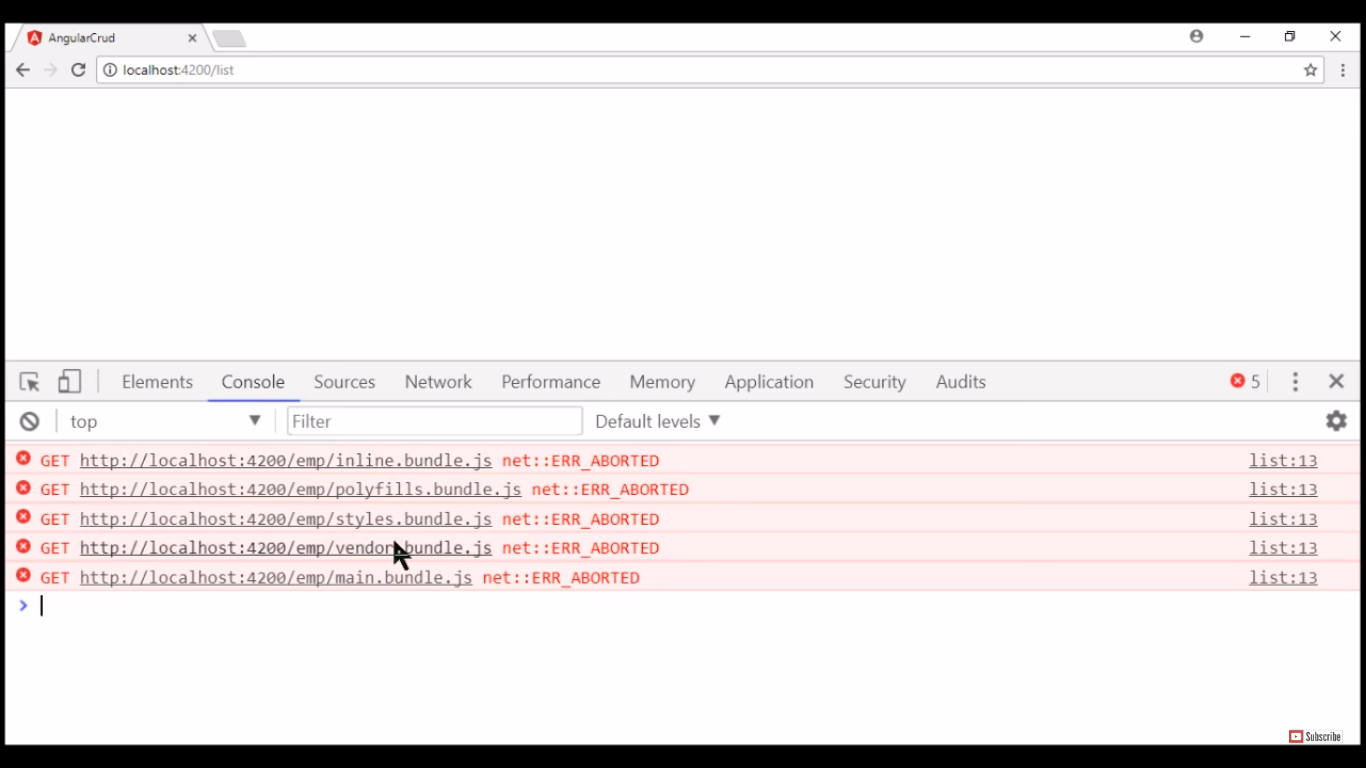 AngularCrud
localhost:4200/list
Elements Console Sources Network Performance Memory Application Security Audits 5
top Filter Default levels
GET http://localhost:4200/emp/inline.bundle.js net::ERR_ABORTED list:13
GET http://localhost:4200/emp/polyfills.bundle.js net::ERR_ABORTED list:13
GET http://localhost:4200/emp/styles.bundle.js net::ERR_ABORTED list:13
GET http://localhost:4200/emp/vendor.bundle.js net::ERR_ABORTED list:13
GET http://localhost:4200/emp/main.bundle.js net::ERR_ABORTED list:13
Subscribe